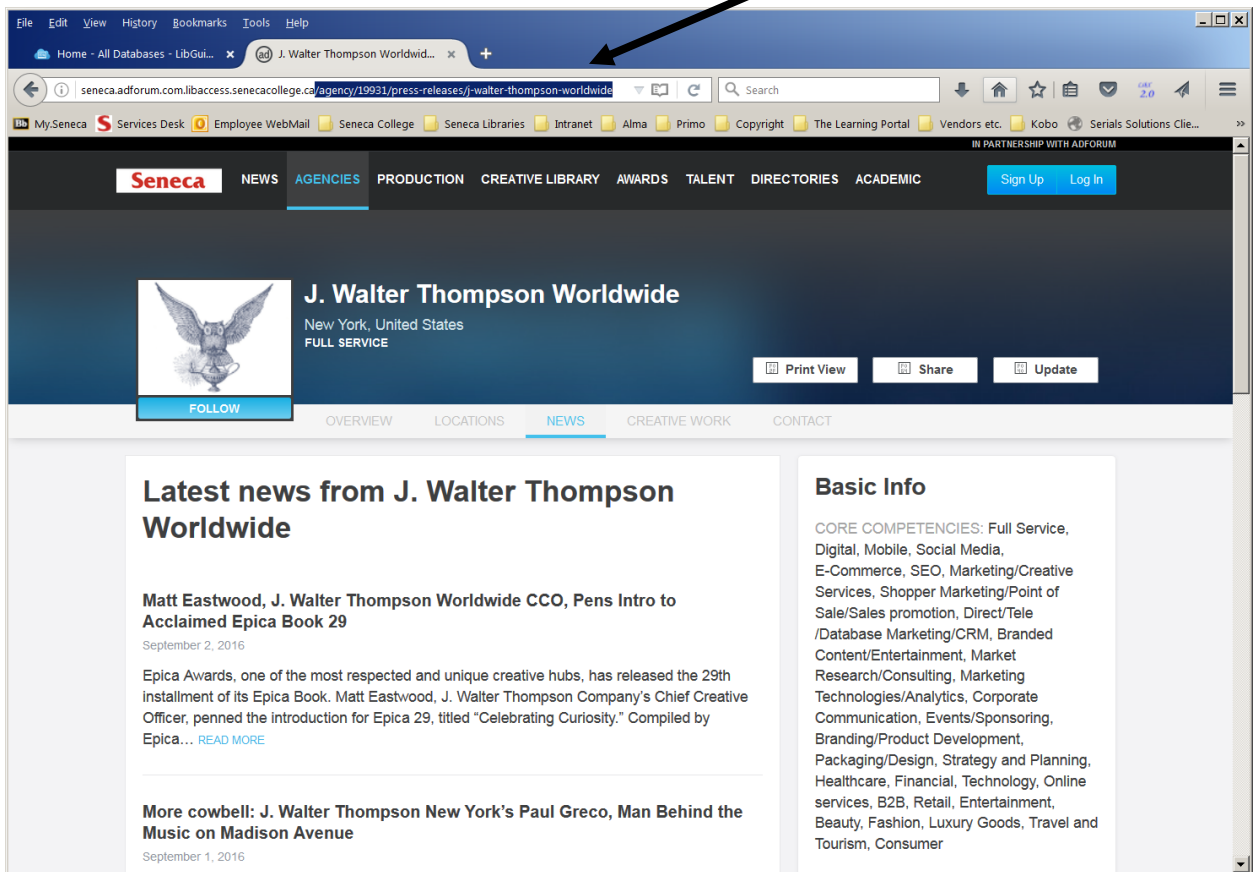 File Edit View History Bookmarks Tools Help
Home - All Databases - LibGui... × J. Walter Thompson Worldwid... × +
seneca.adforum.com.libaccess.senecacollege.ca/agency/19931/press-releases/j-walter-thompson-worldwide Search
My.Seneca Services Desk Employee WebMail Seneca College Seneca Libraries Intranet Alma Primo Copyright The Learning Portal Vendors etc. Kobo Serials Solutions Clie... »
IN PARTNERSHIP WITH ADFORUM
Seneca NEWS AGENCIES PRODUCTION CREATIVE LIBRARY AWARDS TALENT DIRECTORIES ACADEMIC Sign Up Log In
J. Walter Thompson Worldwide
New York, United States
FULL SERVICE
Print View Share Update
FOLLOW
OVERVIEW LOCATIONS NEWS CREATIVE WORK CONTACT
Latest news from J. Walter Thompson
Worldwide
Matt Eastwood, J. Walter Thompson Worldwide CCO, Pens Intro to
Acclaimed Epica Book 29
September 2, 2016
Epica Awards, one of the most respected and unique creative hubs, has released the 29th
installment of its Epica Book. Matt Eastwood, J. Walter Thompson Company’s Chief Creative
Officer, penned the introduction for Epica 29, titled “Celebrating Curiosity.” Compiled by
Epica… READ MORE
More cowbell: J. Walter Thompson New York’s Paul Greco, Man Behind the
Music on Madison Avenue
September 1, 2016
Basic Info
CORE COMPETENCIES: Full Service,
Digital, Mobile, Social Media,
E-Commerce, SEO, Marketing/Creative
Services, Shopper Marketing/Point of
Sale/Sales promotion, Direct/Tele
/Database Marketing/CRM, Branded
Content/Entertainment, Market
Research/Consulting, Marketing
Technologies/Analytics, Corporate
Communication, Events/Sponsoring,
Branding/Product Development,
Packaging/Design, Strategy and Planning,
Healthcare, Financial, Technology, Online
services, B2B, Retail, Entertainment,
Beauty, Fashion, Luxury Goods, Travel and
Tourism, Consumer